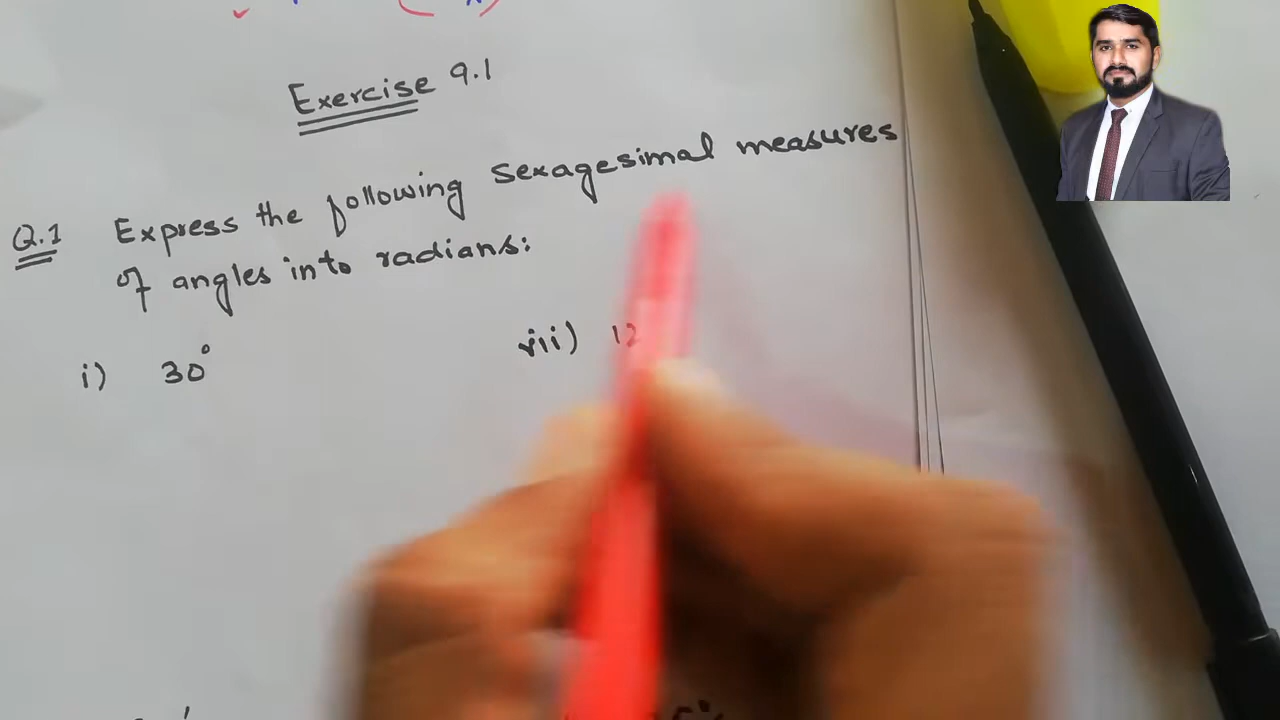 Exercise 9.1
Q.1 Express the following sexagesimal measures
of angles into radians:
i) 30°
vii) 12